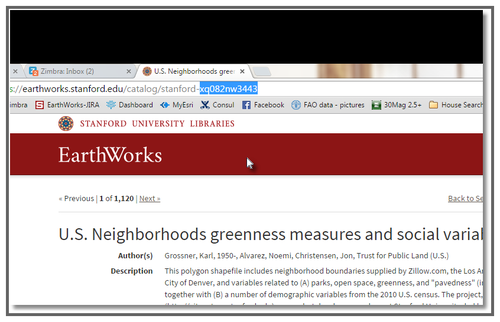 Zimbra: Inbox (2) U.S. Neighborhoods green
s://earthworks.stanford.edu/catalog/stanford-xq082nw3443
imbra EarthWorks-JIRA Dashboard MyEsri Consul Facebook FAO data - pictures 30Mag 2.5+ House Search
STANFORD UNIVERSITY LIBRARIES
EarthWorks
« Previous | 1 of 1,120 | Next » Back to Se
U.S. Neighborhoods greenness measures and social varial
Author(s) Grossner, Karl, 1950-, Alvarez, Noemi, Christensen, Jon, Trust for Public Land (U.S.)
Description This polygon shapefile includes neighborhood boundaries supplied by Zillow.com, the Los An
City of Denver, and variables related to (A) parks, open space, greenness, and "pavedness" (i
together with (B) a number of demographic variables from the 2010 U.S. census. The project,